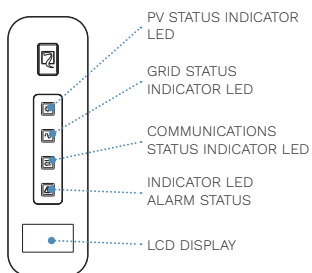 PV STATUS INDICATOR
LED
GRID STATUS
INDICATOR LED
COMMUNICATIONS
STATUS INDICATOR LED
INDICATOR LED
ALARM STATUS
LCD DISPLAY